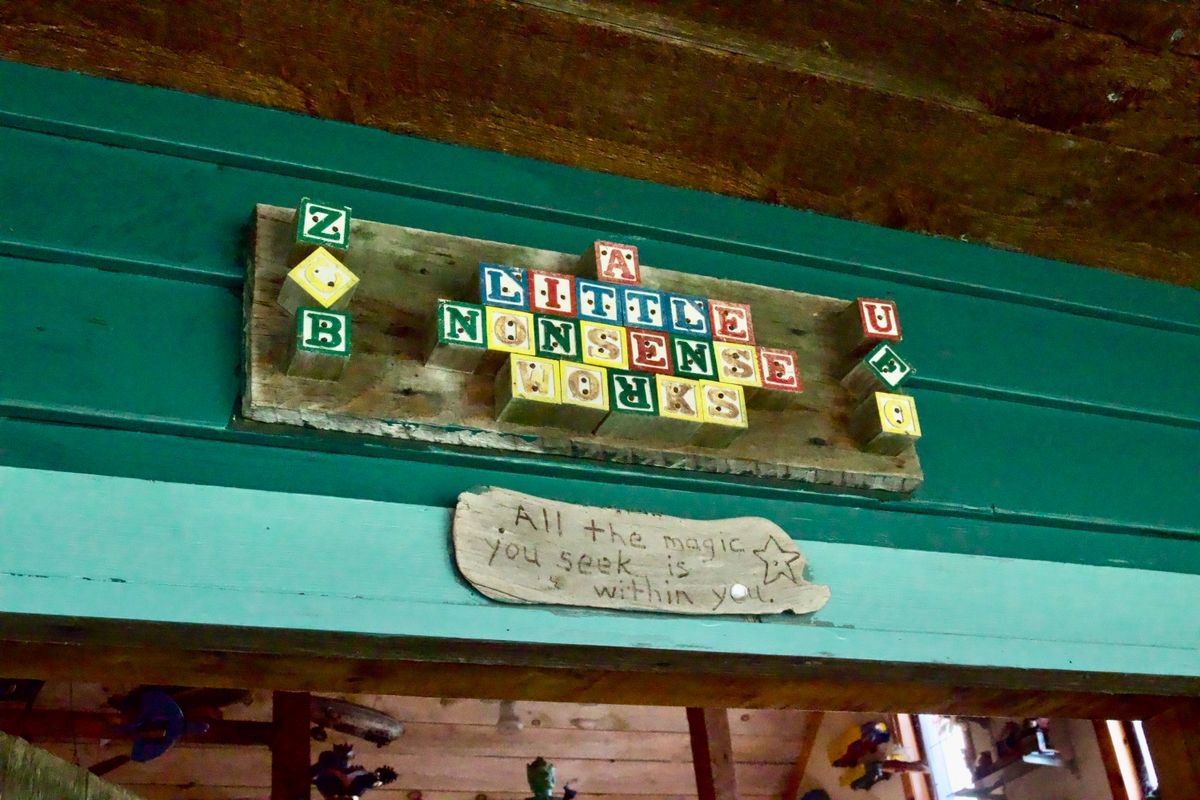 Z
B
A
LITTLE
NONSENSE
WORKS
U
F
O
All the magic
you seek is
within you.